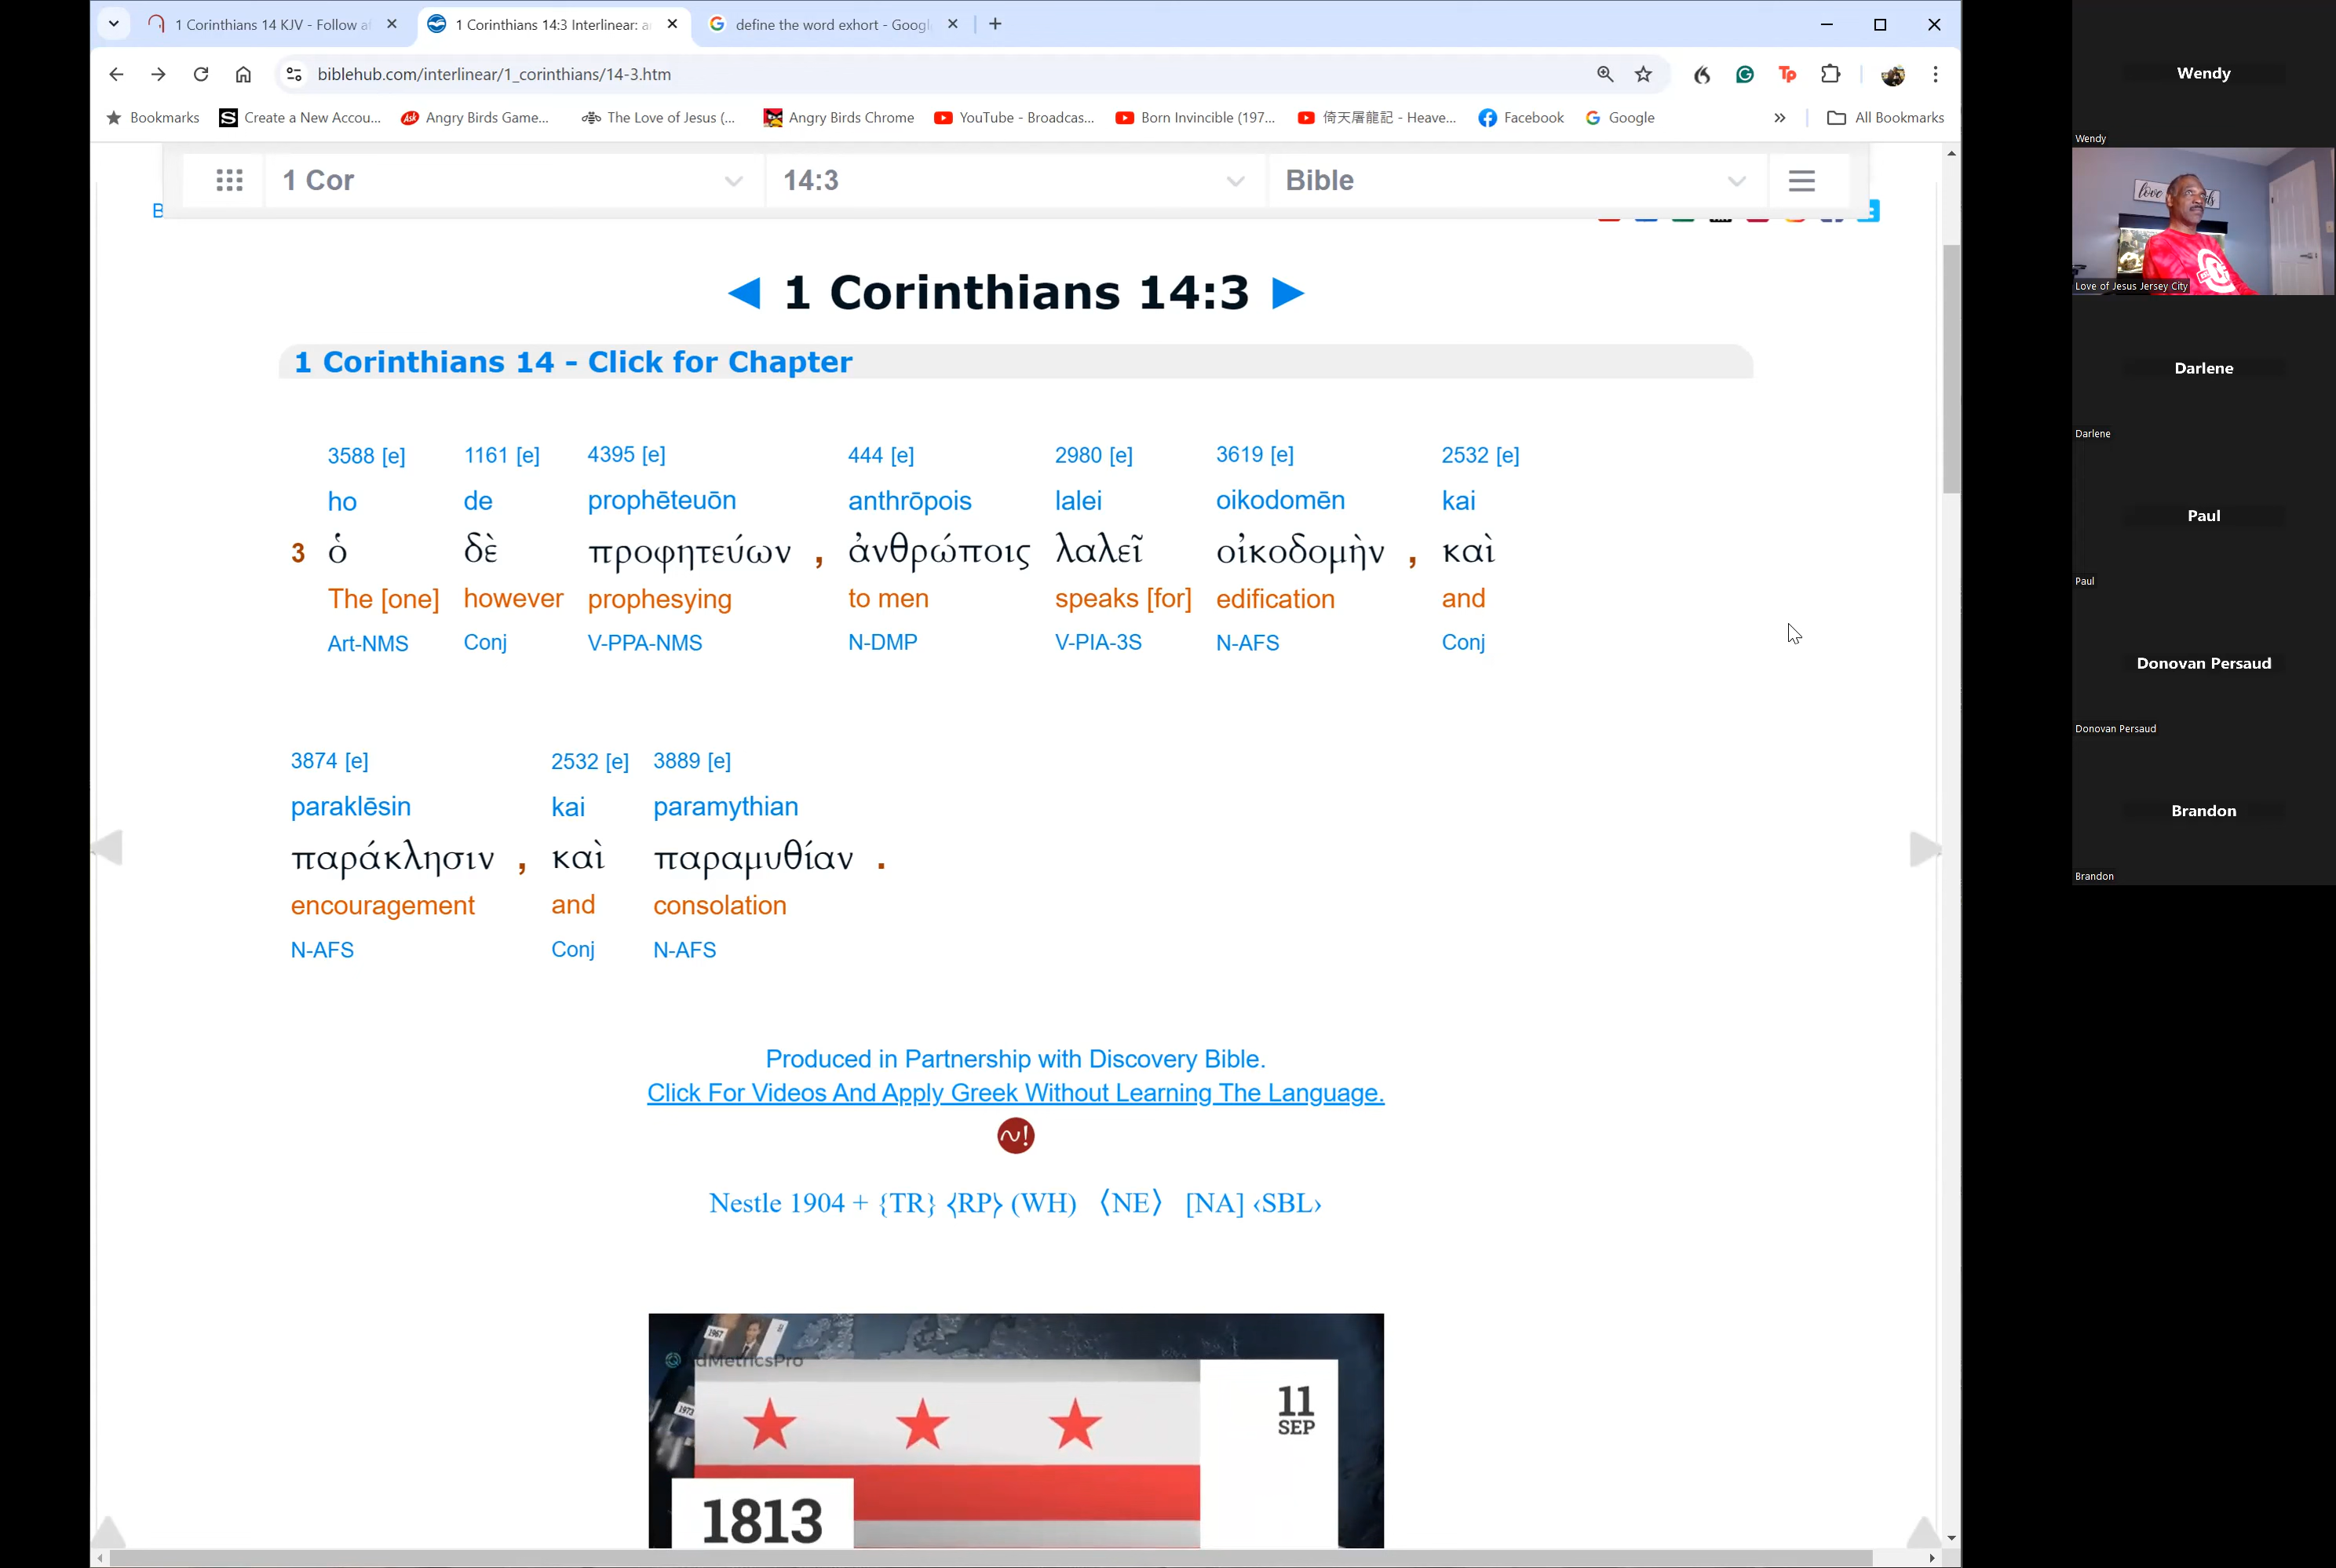 1 Corinthians 14 KJV - Follow af
1 Corinthians 14:3 Interlinear: a
define the word exhort - Googl
biblehub.com/interlinear/1_corinthians/14-3.htm
Bookmarks
Create a New Accou...
Angry Birds Game...
The Love of Jesus (...
Angry Birds Chrome
YouTube - Broadcas...
Born Invincible (197...
倚天屠龍記 - Heave...
Facebook
Google
All Bookmarks
1 Cor
14:3
Bible
B
1 Corinthians 14:3
1 Corinthians 14 - Click for Chapter
3588 [e] 1161 [e] 4395 [e] 444 [e] 2980 [e] 3619 [e] 2532 [e]
ho de prophēteuōn anthrōpois lalei oikodomēn kai
3 ὁ δὲ προφητεύων , ἀνθρώποις λαλεῖ οἰκοδομὴν , καὶ
The [one] however prophesying to men speaks [for] edification and
Art-NMS Conj V-PPA-NMS N-DMP V-PIA-3S N-AFS Conj
3874 [e] 2532 [e] 3889 [e]
paraklēsin kai paramythian
παράκλησιν , καὶ παραμυθίαν .
encouragement and consolation
N-AFS Conj N-AFS
Produced in Partnership with Discovery Bible.
Click For Videos And Apply Greek Without Learning The Language.
Nestle 1904 + {TR} ⧼RP⧽ (WH) 〈NE〉 [NA] ‹SBL›
1967
dMetricsPro
1973
11
SEP
1813
Wendy
Wendy
love
Love of Jesus Jersey City
Darlene
Darlene
Paul
Paul
Donovan Persaud
Donovan Persaud
Brandon
Brandon